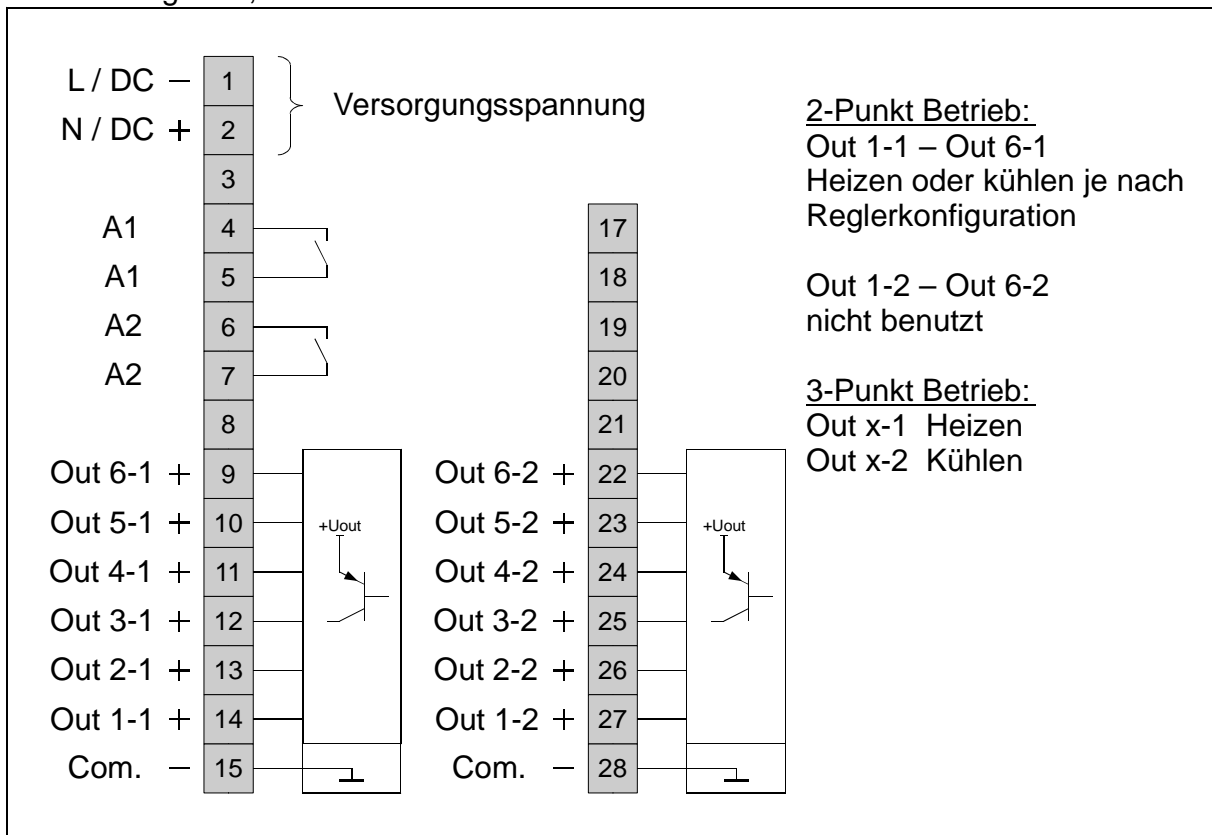 L / DC − 1
N / DC + 2
Versorgungsspannung
3
A1 4
A1 5
A2 6
A2 7
8
Out 6-1 + 9
Out 5-1 + 10
Out 4-1 + 11
Out 3-1 + 12
Out 2-1 + 13
Out 1-1 + 14
Com. − 15
+Uout
17
18
19
20
21
Out 6-2 + 22
Out 5-2 + 23
Out 4-2 + 24
Out 3-2 + 25
Out 2-2 + 26
Out 1-2 + 27
Com. − 28
+Uout
2-Punkt Betrieb:
Out 1-1 – Out 6-1
Heizen oder kühlen je nach
Reglerkonfiguration
Out 1-2 – Out 6-2
nicht benutzt
3-Punkt Betrieb:
Out x-1 Heizen
Out x-2 Kühlen